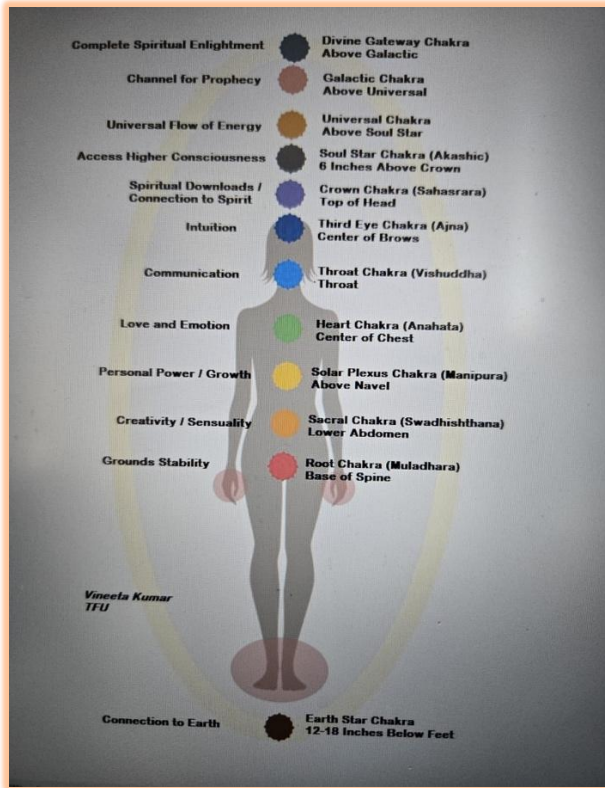 Complete Spiritual Enlightment
Divine Gateway Chakra
Above Galactic
Channel for Prophecy
Galactic Chakra
Above Universal
Universal Flow of Energy
Universal Chakra
Above Soul Star
Access Higher Consciousness
Soul Star Chakra (Akashic)
6 Inches Above Crown
Spiritual Downloads /
Connection to Spirit
Crown Chakra (Sahasrara)
Top of Head
Intuition
Third Eye Chakra (Ajna)
Center of Brows
Communication
Throat Chakra (Vishuddha)
Throat
Love and Emotion
Heart Chakra (Anahata)
Center of Chest
Personal Power / Growth
Solar Plexus Chakra (Manipura)
Above Navel
Creativity / Sensuality
Sacral Chakra (Swadhishthana)
Lower Abdomen
Grounds Stability
Root Chakra (Muladhara)
Base of Spine
Vineeta Kumar
TFU
Connection to Earth
Earth Star Chakra
12-18 Inches Below Feet